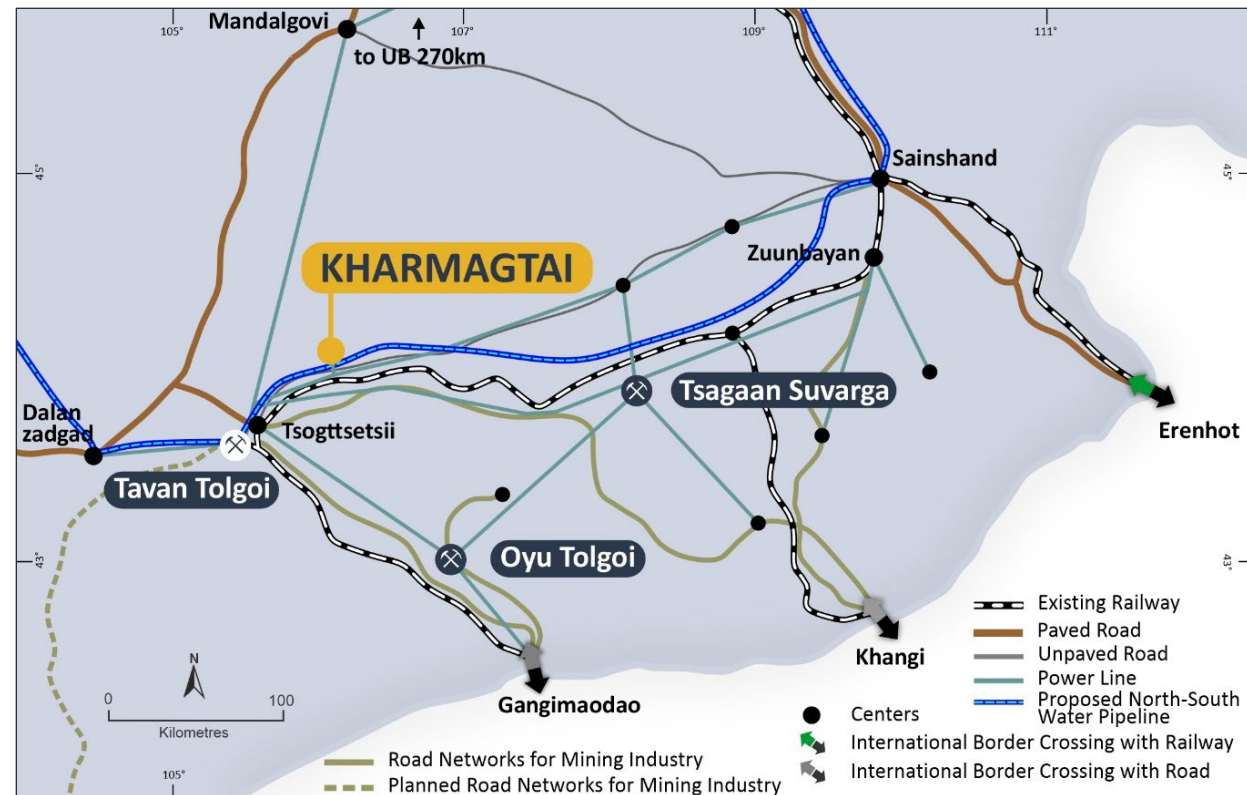 105°
107°
109°
111°
Mandalgovi
to UB 270km
45°
45°
Sainshand
Zuunbayan
KHARMAGTAI
Tsagaan Suvarga
Erenhot
Dalan
zadgad
Tsogttsetsii
Tavan Tolgoi
Oyu Tolgoi
43°
43°
Khangi
Gangimaodao
N
0
100
Kilometres
105°
Existing Railway
Paved Road
Unpaved Road
Power Line
Proposed North-South
Water Pipeline
Centers
International Border Crossing with Railway
International Border Crossing with Road
Road Networks for Mining Industry
Planned Road Networks for Mining Industry